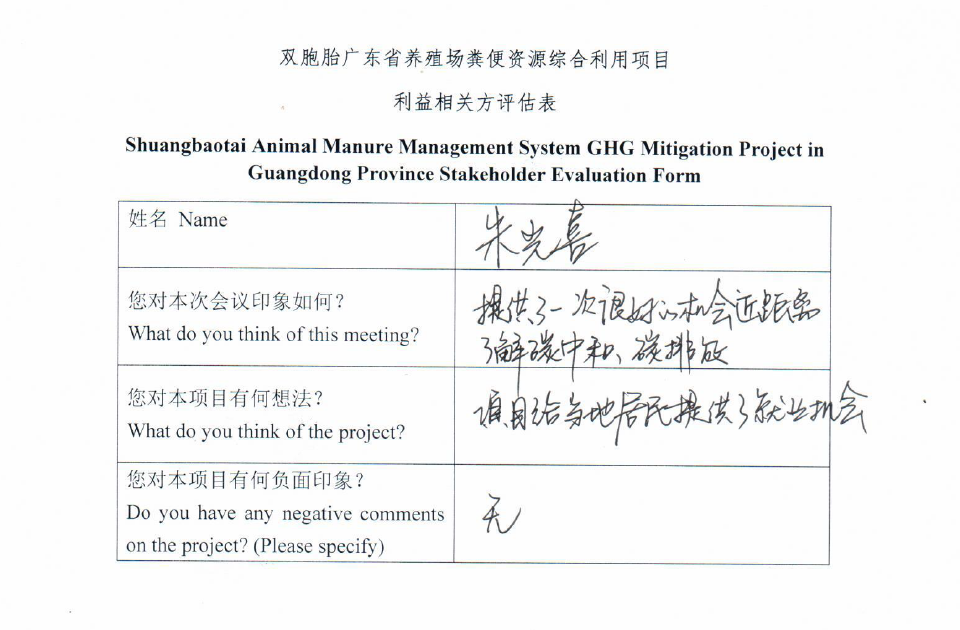 双胞胎广东省养殖场粪便资源综合利用项目
利益相关方评估表
Shuangbaotai Animal Manure Management System GHG Mitigation Project in
Guangdong Province Stakeholder Evaluation Form
姓名 Name
朱光喜
您对本次会议印象如何?
What do you think of this meeting?
提供了一次很好的机会近距离
了解碳中和、碳排放
您对本项目有何想法?
What do you think of the project?
项目给当地居民提供了就业机会
您对本项目有何负面印象?
Do you have any negative comments
on the project? (Please specify)
无